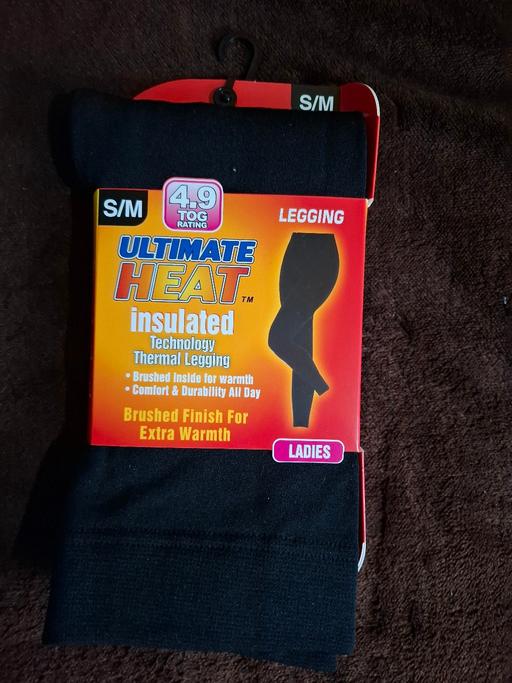 S/M
S/M
4.9
TOG
RATING
LEGGING
ULTIMATE
HEAT™
insulated
Technology
Thermal Legging
• Brushed Inside for warmth
• Comfort & Durability All Day
Brushed Finish For
Extra Warmth
LADIES